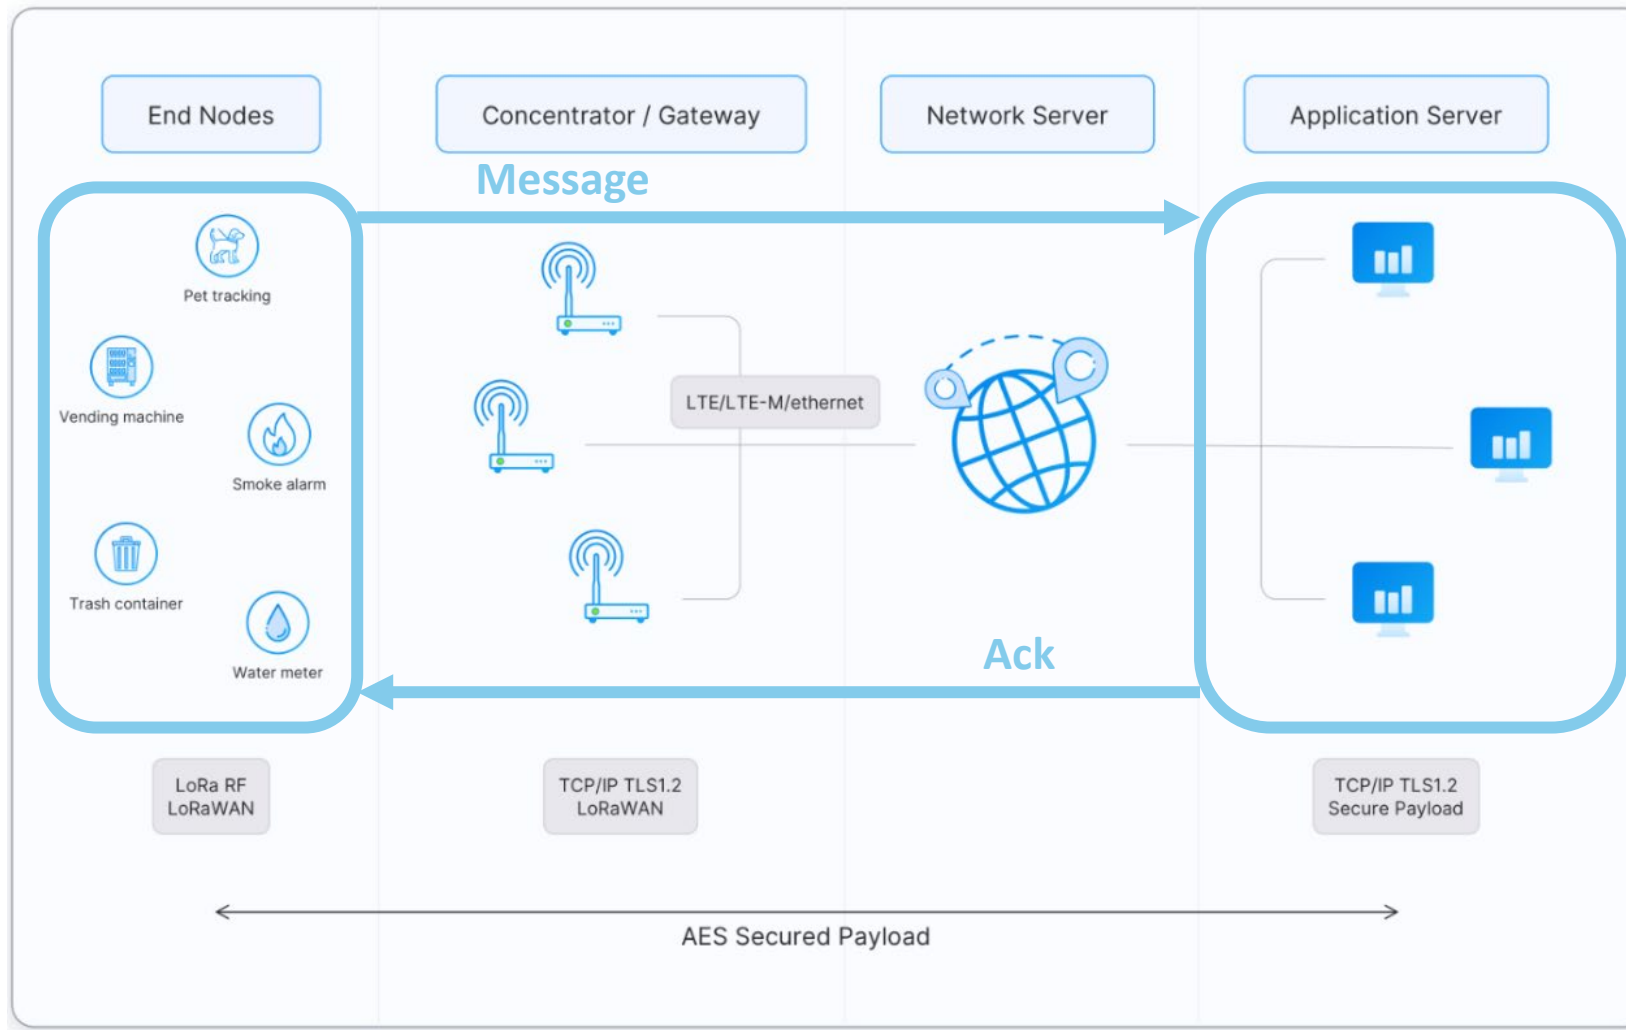 End Nodes
Concentrator / Gateway
Network Server
Application Server
Message
Pet tracking
Vending machine
LTE/LTE-M/ethernet
Smoke alarm
Trash container
Water meter
Ack
LoRa RF
LoRaWAN
TCP/IP TLS1.2
LoRaWAN
TCP/IP TLS1.2
Secure Payload
AES Secured Payload